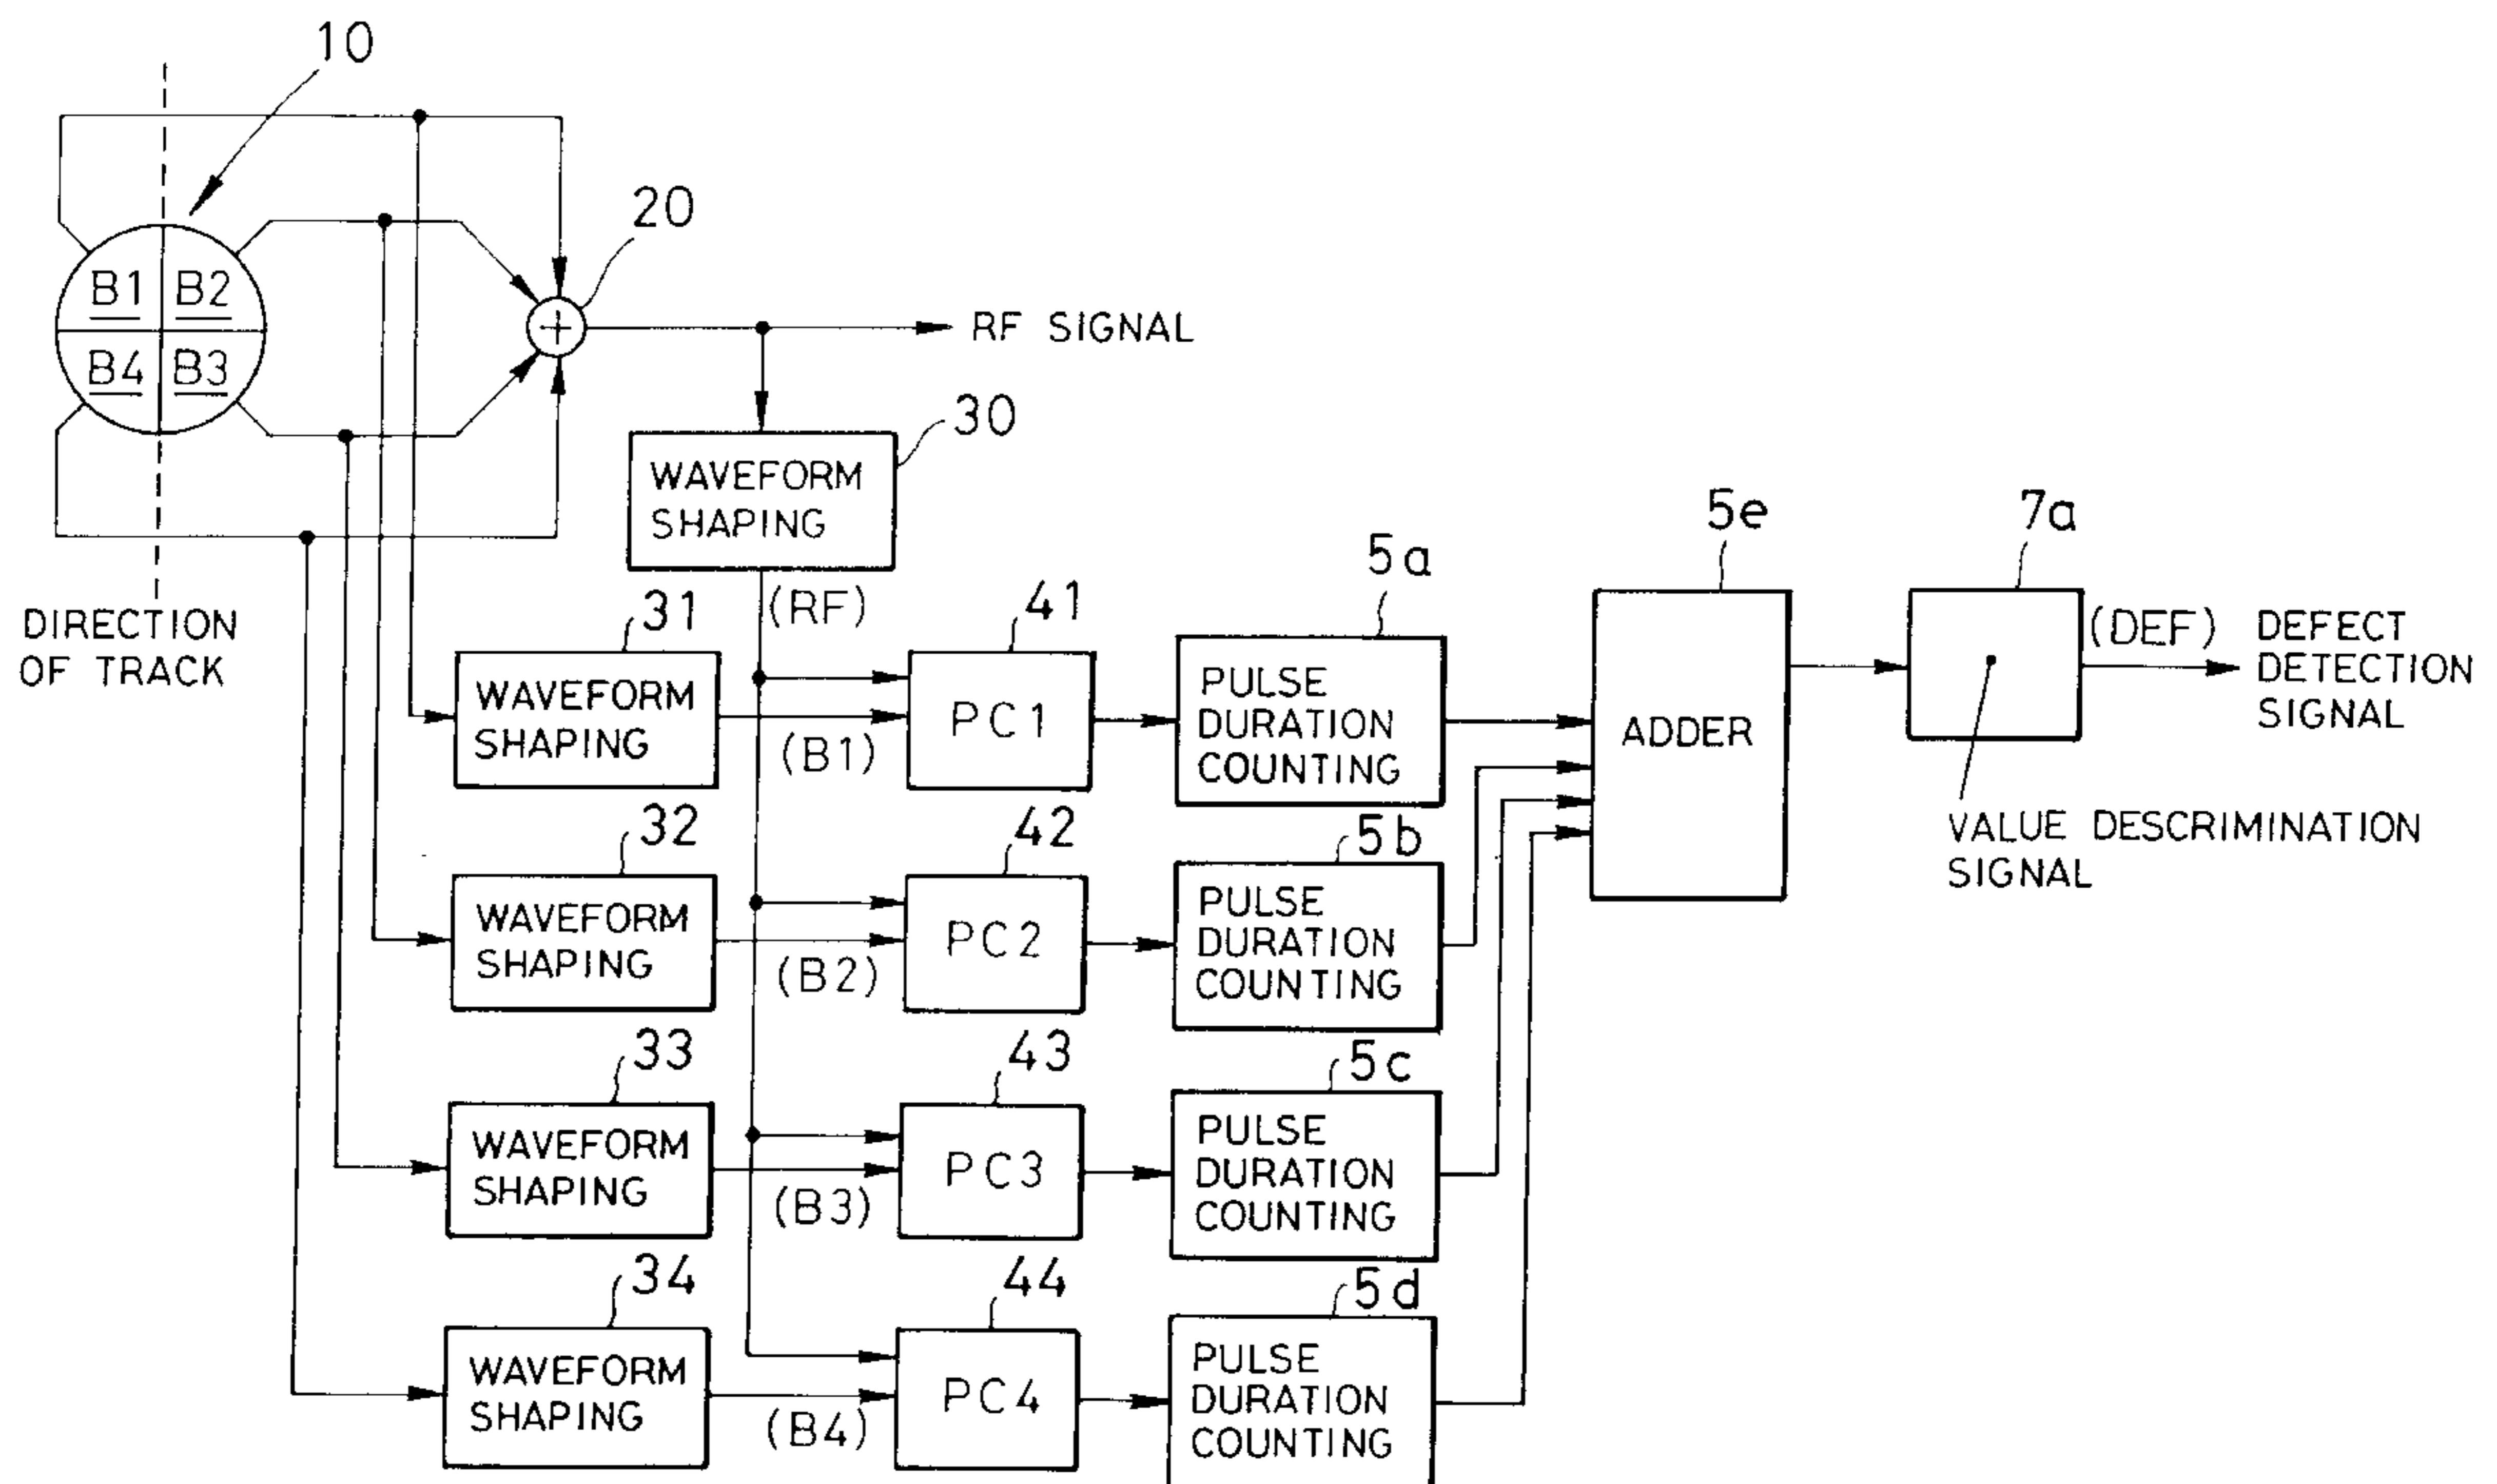 10
20
B1 B2
B4 B3
RF SIGNAL
30
WAVEFORM
SHAPING
(RF)
DIRECTION
OF TRACK
31
WAVEFORM
SHAPING
(B1)
41
PC1
5a
PULSE
DURATION
COUNTING
5e
ADDER
7a
(DEF)
DEFECT
DETECTION
SIGNAL
VALUE DESCRIMINATION
SIGNAL
32
WAVEFORM
SHAPING
(B2)
42
PC2
5b
PULSE
DURATION
COUNTING
33
WAVEFORM
SHAPING
(B3)
43
PC3
5c
PULSE
DURATION
COUNTING
34
WAVEFORM
SHAPING
(B4)
44
PC4
5d
PULSE
DURATION
COUNTING